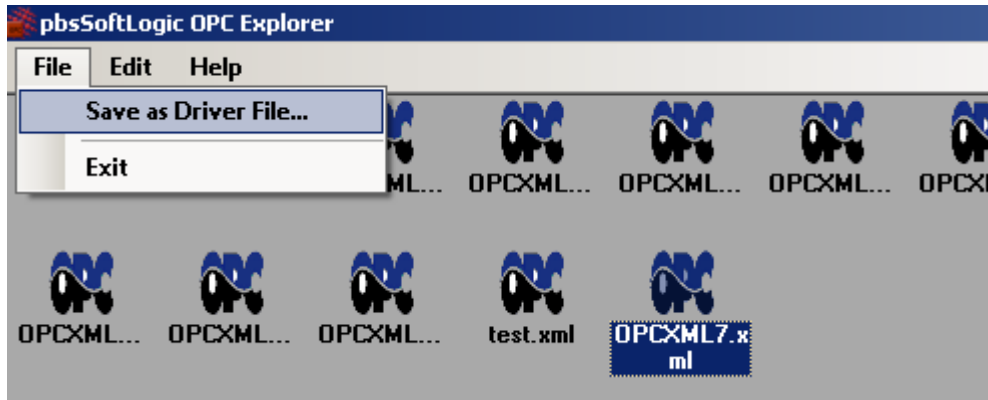 pbsSoftLogic OPC Explorer
File Edit Help
Save as Driver File...
Exit
ML... OPCXML... OPCXML... OPCXML... OPCX
OPCXML... OPCXML... OPCXML... test.xml OPCXML7.x
ml